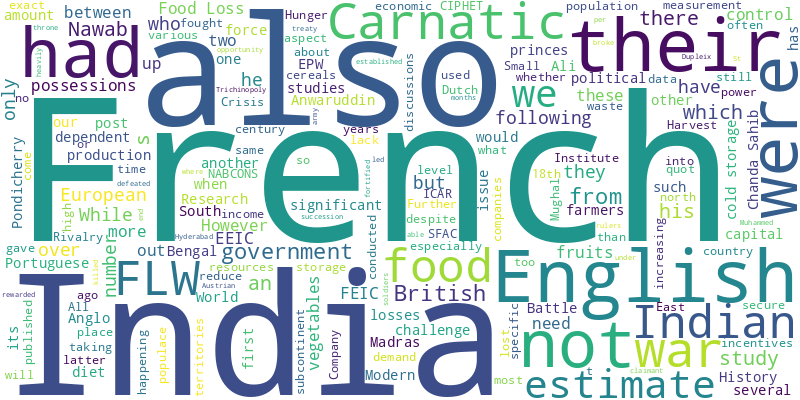 exact economic CIPHET population measurement
amount between Food Loss Hunger
who fought Carnatic there control often
Nawab various force about princes their has
had also two EPW cereals Small whether political data still
possessions up he one aspect studies Ali used Dutch discussions we these other waste power
only no our post Crisis Anwaruddin have which
dependent century years lack following Harvest
s or production another same so would what Institute into cold storage Chanda Sahib were
Pondicherry come time NABCONS when level issue they from such quot north
European Research significant but ICAR 18th Mughal farmers his
high While more South income Further companies than increasing capital
Rivalry However despite SFAC fruits country
over number out EEIC government especially too
gave Bengal resources storage conducted food English
Portuguese FLW an FEIC British
its ago reduce World losses Battle East secure
published All Anglo first territories vegetables subcontinent challenge need specific Indian
place Madras lost not war incentives
taking populace Company demand study
will latter diet happening Modern estimate t History several
French India
throne heavily Trichinopoly army treaty established months opportunity per broke Dupleix
where led fortified able defeated and Hyderabad succession Austrian killed rewarded soldiers
most claimant under rulers Muhammed St